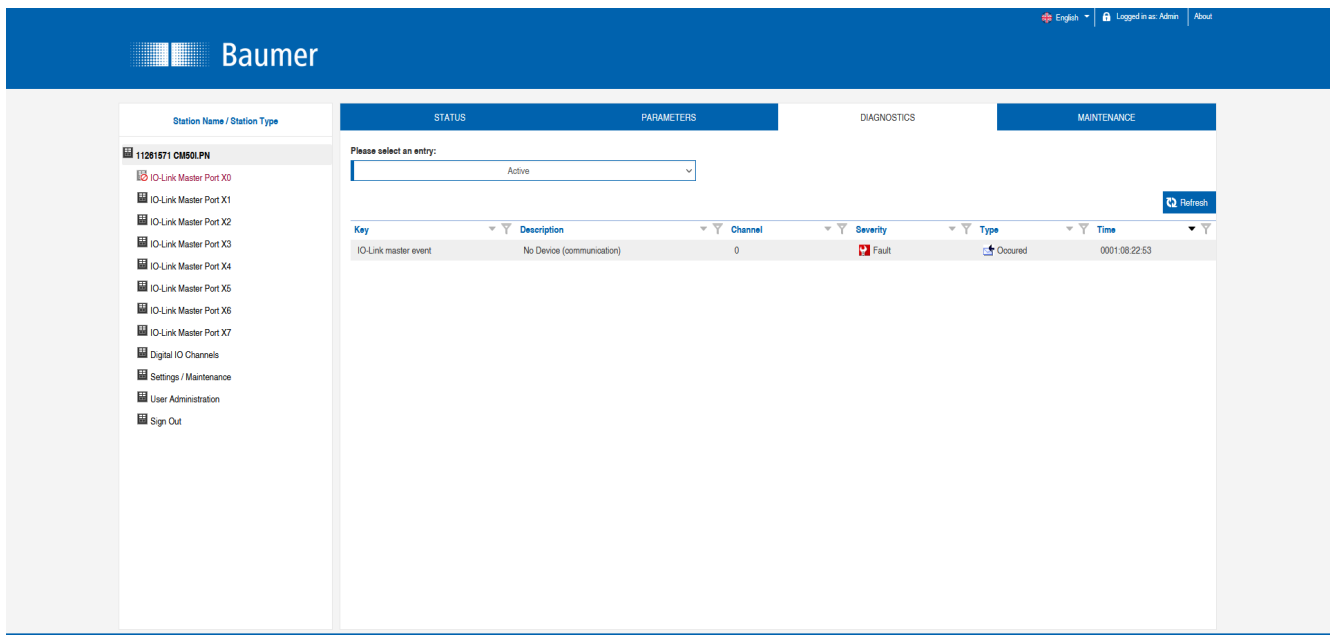 English
Logged in as: Admin
About
Baumer
Station Name / Station Type
11261571 CM50I.PN
IO-Link Master Port X0
IO-Link Master Port X1
IO-Link Master Port X2
IO-Link Master Port X3
IO-Link Master Port X4
IO-Link Master Port X5
IO-Link Master Port X6
IO-Link Master Port X7
Digital IO Channels
Settings / Maintenance
User Administration
Sign Out
STATUS PARAMETERS DIAGNOSTICS MAINTENANCE
Please select an entry:
Active
Refresh
Key Description Channel Severity Type Time
IO-Link master event No Device (communication) 0 Fault Occured 0001:08:22:53